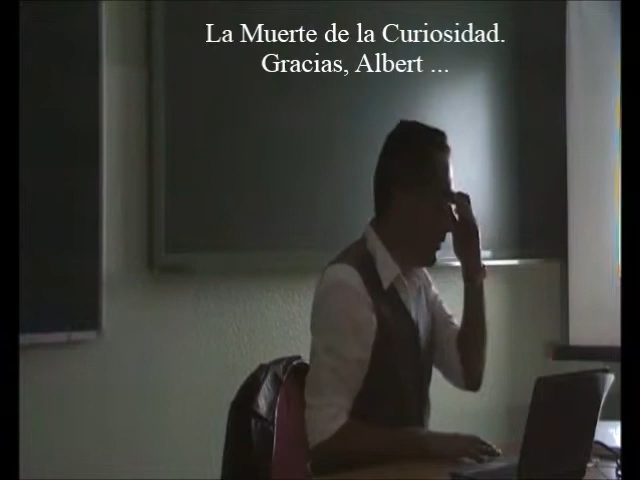 La Muerte de la Curiosidad.
Gracias, Albert ...